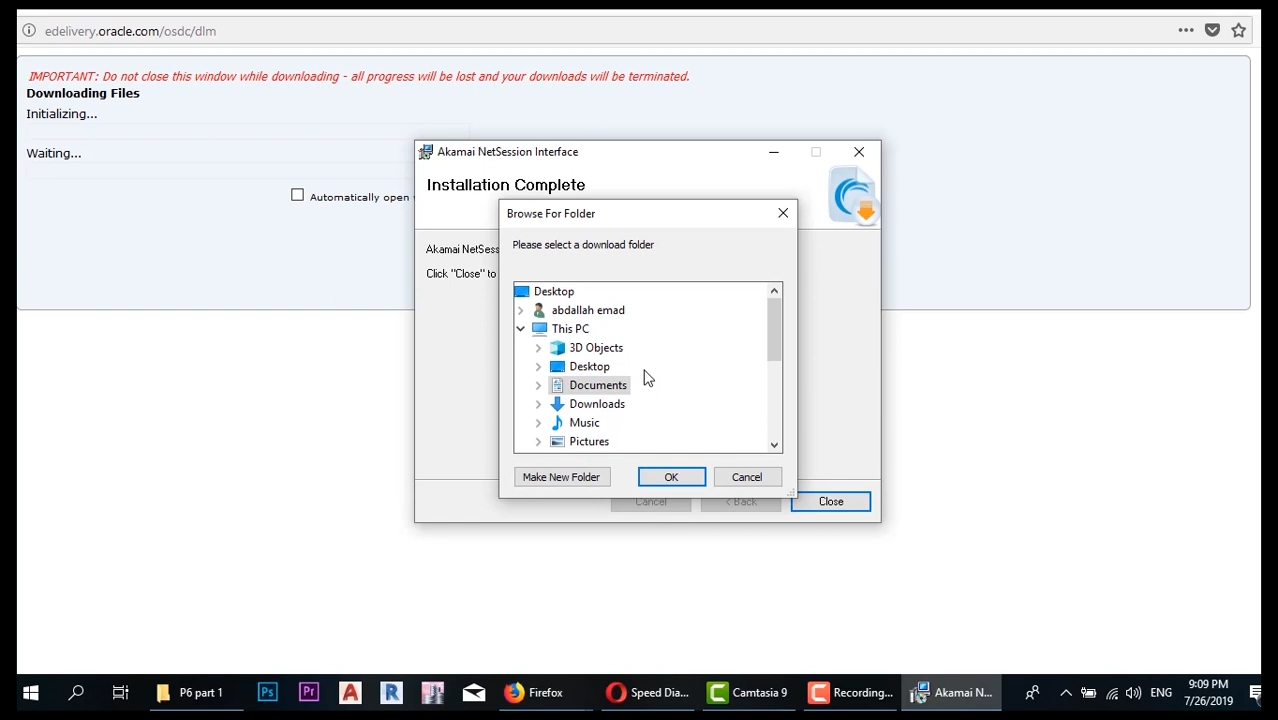 edelivery.oracle.com/osdc/dlm
IMPORTANT: Do not close this window while downloading - all progress will be lost and your downloads will be terminated.
Downloading Files
Initializing...
Waiting...
Automatically open
Akamai NetSession Interface
Installation Complete
Akamai NetSess
Click "Close" to
Browse For Folder
Please select a download folder
Desktop
abdallah emad
This PC
3D Objects
Desktop
Documents
Downloads
Music
Pictures
Make New Folder
OK
Cancel
Cancel
< Back
Close
P6 part 1
Ps
Pr
A
R
Firefox
Speed Dia...
Camtasia 9
Recording...
Akamai N...
ENG
9:09 PM
7/26/2019